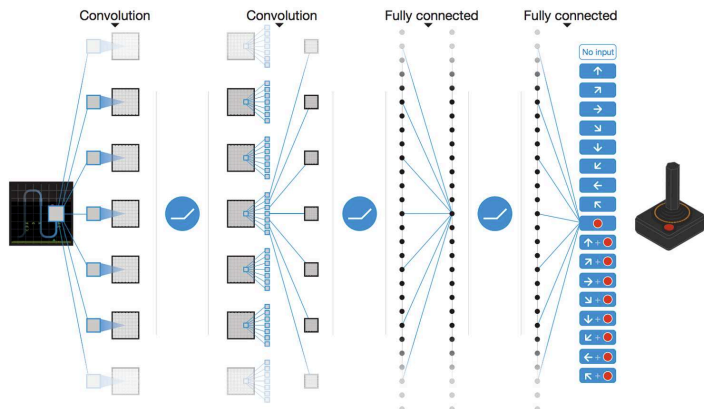 Convolution
Convolution
Fully connected
Fully connected
No input
+
+
+
+
+
+
+
+